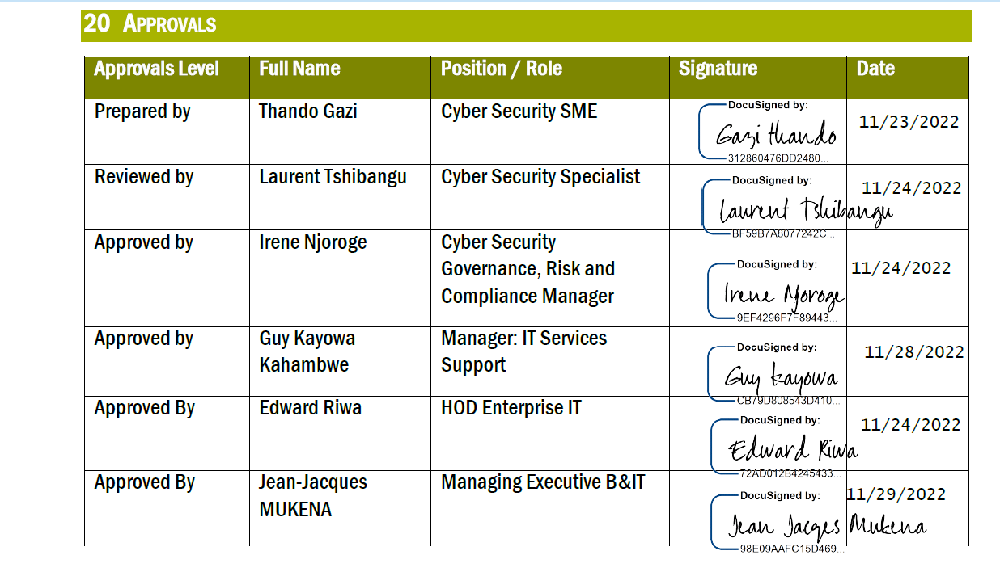 20 APPROVALS
Approvals Level Full Name Position / Role Signature Date
Prepared by Thando Gazi Cyber Security SME DocuSigned by: 11/23/2022
Gazi thando
312860476DD2480...
Reviewed by Laurent Tshibangu Cyber Security Specialist DocuSigned by: 11/24/2022
Laurent Tshibangu
BF59B7A8077242C...
Approved by Irene Njoroge Cyber Security
Governance, Risk and DocuSigned by: 11/24/2022
Compliance Manager Irene Njoroge
9EF4296F7F89443...
Approved by Guy Kayowa Manager: IT Services DocuSigned by: 11/28/2022
Kahambwe Support Guy kayowa
CB79D808543D410...
Approved By Edward Riwa HOD Enterprise IT DocuSigned by: 11/24/2022
Edward Riwa
72AD012B4245433...
Approved By Jean-Jacques Managing Executive B&IT DocuSigned by: 11/29/2022
MUKENA Jean Jacques Mukena
98E09AAFC15D469...